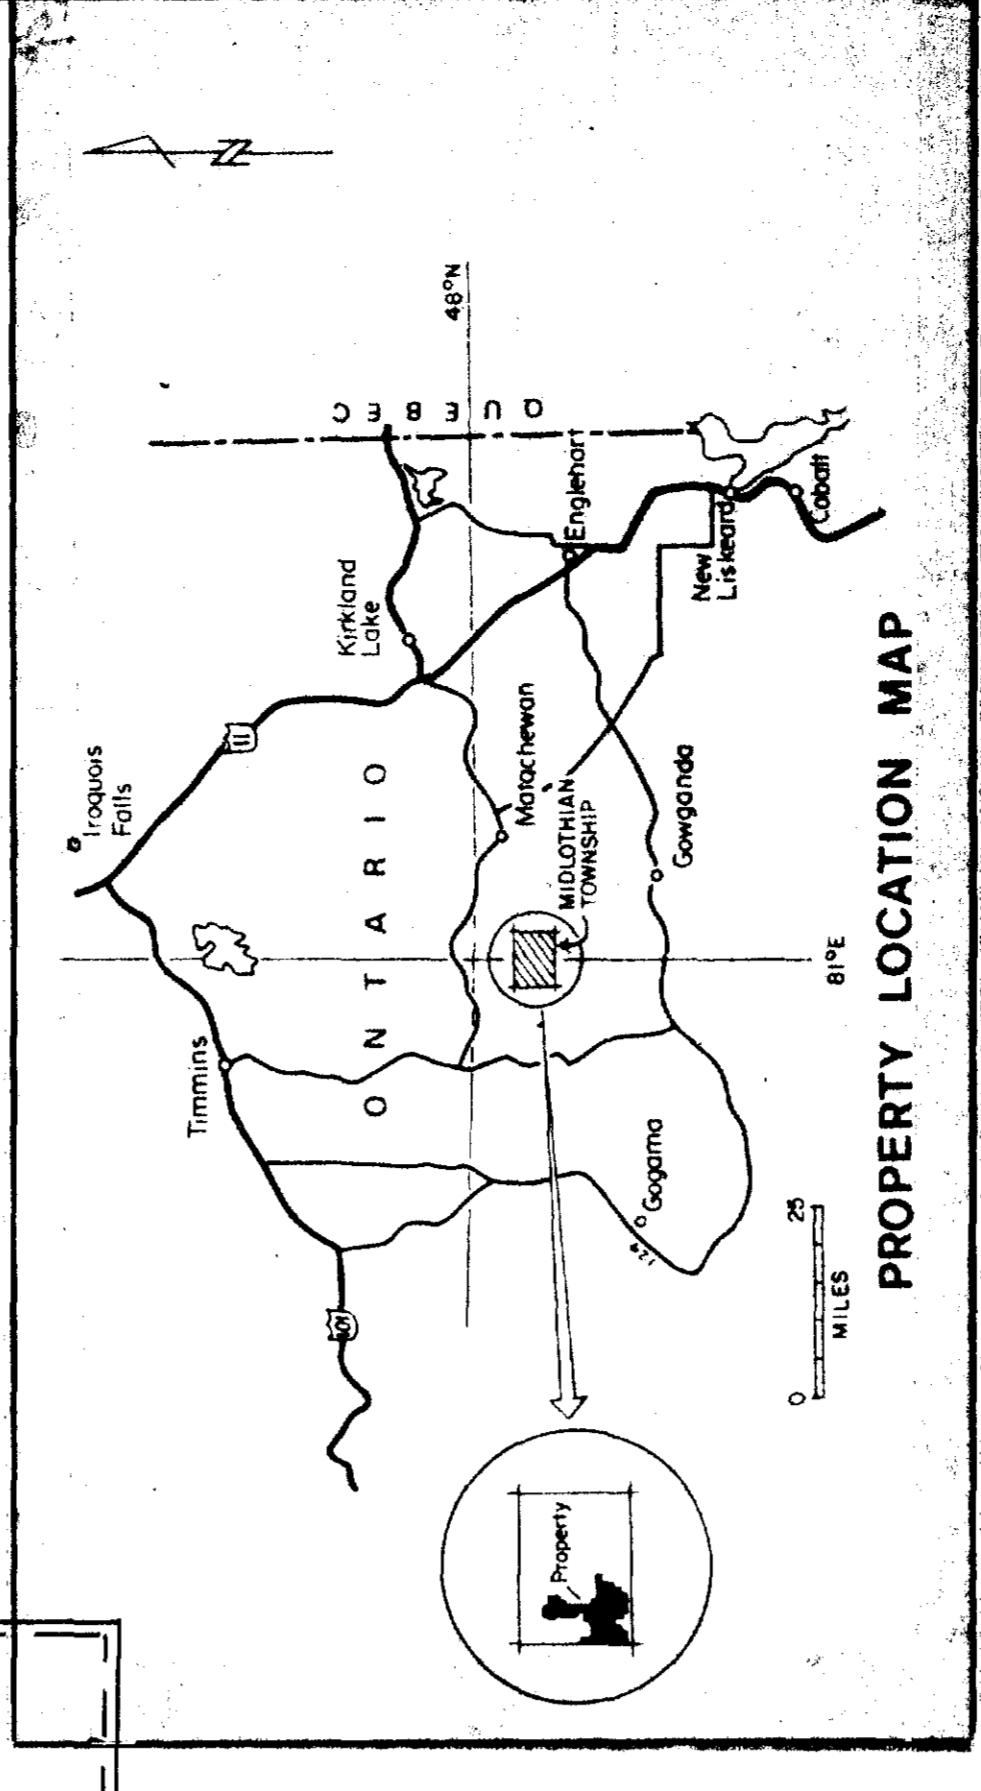 N
Iroquois
Falls
11
Timmins
Kirkland
Lake
101
ONTARIO
QUEBEC
48°N
Matachewan
Englehart
MIDLOTHIAN
TOWNSHIP
Property
Gowganda
Gogama
New
Liskeard
Cobalt
81°E
0 25
MILES
PROPERTY LOCATION MAP